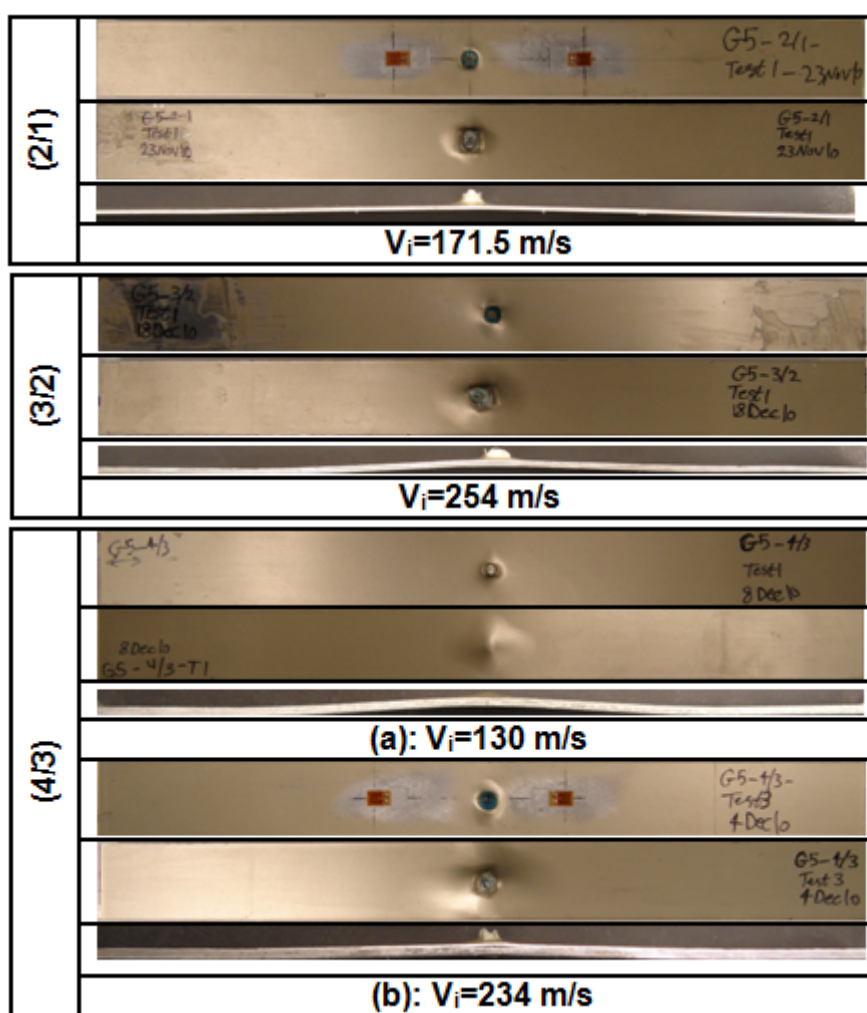 (2/1)
G5-2/1-
Test 1-23Nov10
G5-2-1
Test1
23Nov10
G5-2/1
Test1
23Nov10
Vi=171.5 m/s
(3/2)
G5-3/2
Test1
18Dec10
G5-3/2
Test1
18Dec10
Vi=254 m/s
(4/3)
G5-4/3
G5-4/3
Test1
8Dec10
8Dec10
G5-4/3-T1
(a): Vi=130 m/s
G5-4/3-
Test3
4Dec10
G5-4/3
Test 3
4Dec10
(b): Vi=234 m/s